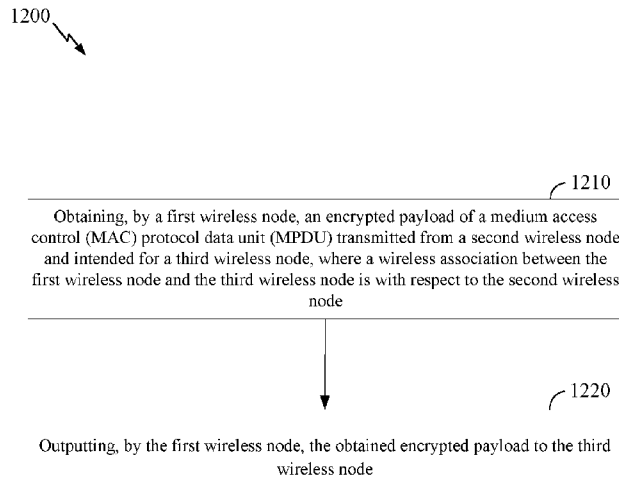 1200
1210
Obtaining, by a first wireless node, an encrypted payload of a medium access
control (MAC) protocol data unit (MPDU) transmitted from a second wireless node
and intended for a third wireless node, where a wireless association between the
first wireless node and the third wireless node is with respect to the second wireless
node
1220
Outputting, by the first wireless node, the obtained encrypted payload to the third
wireless node